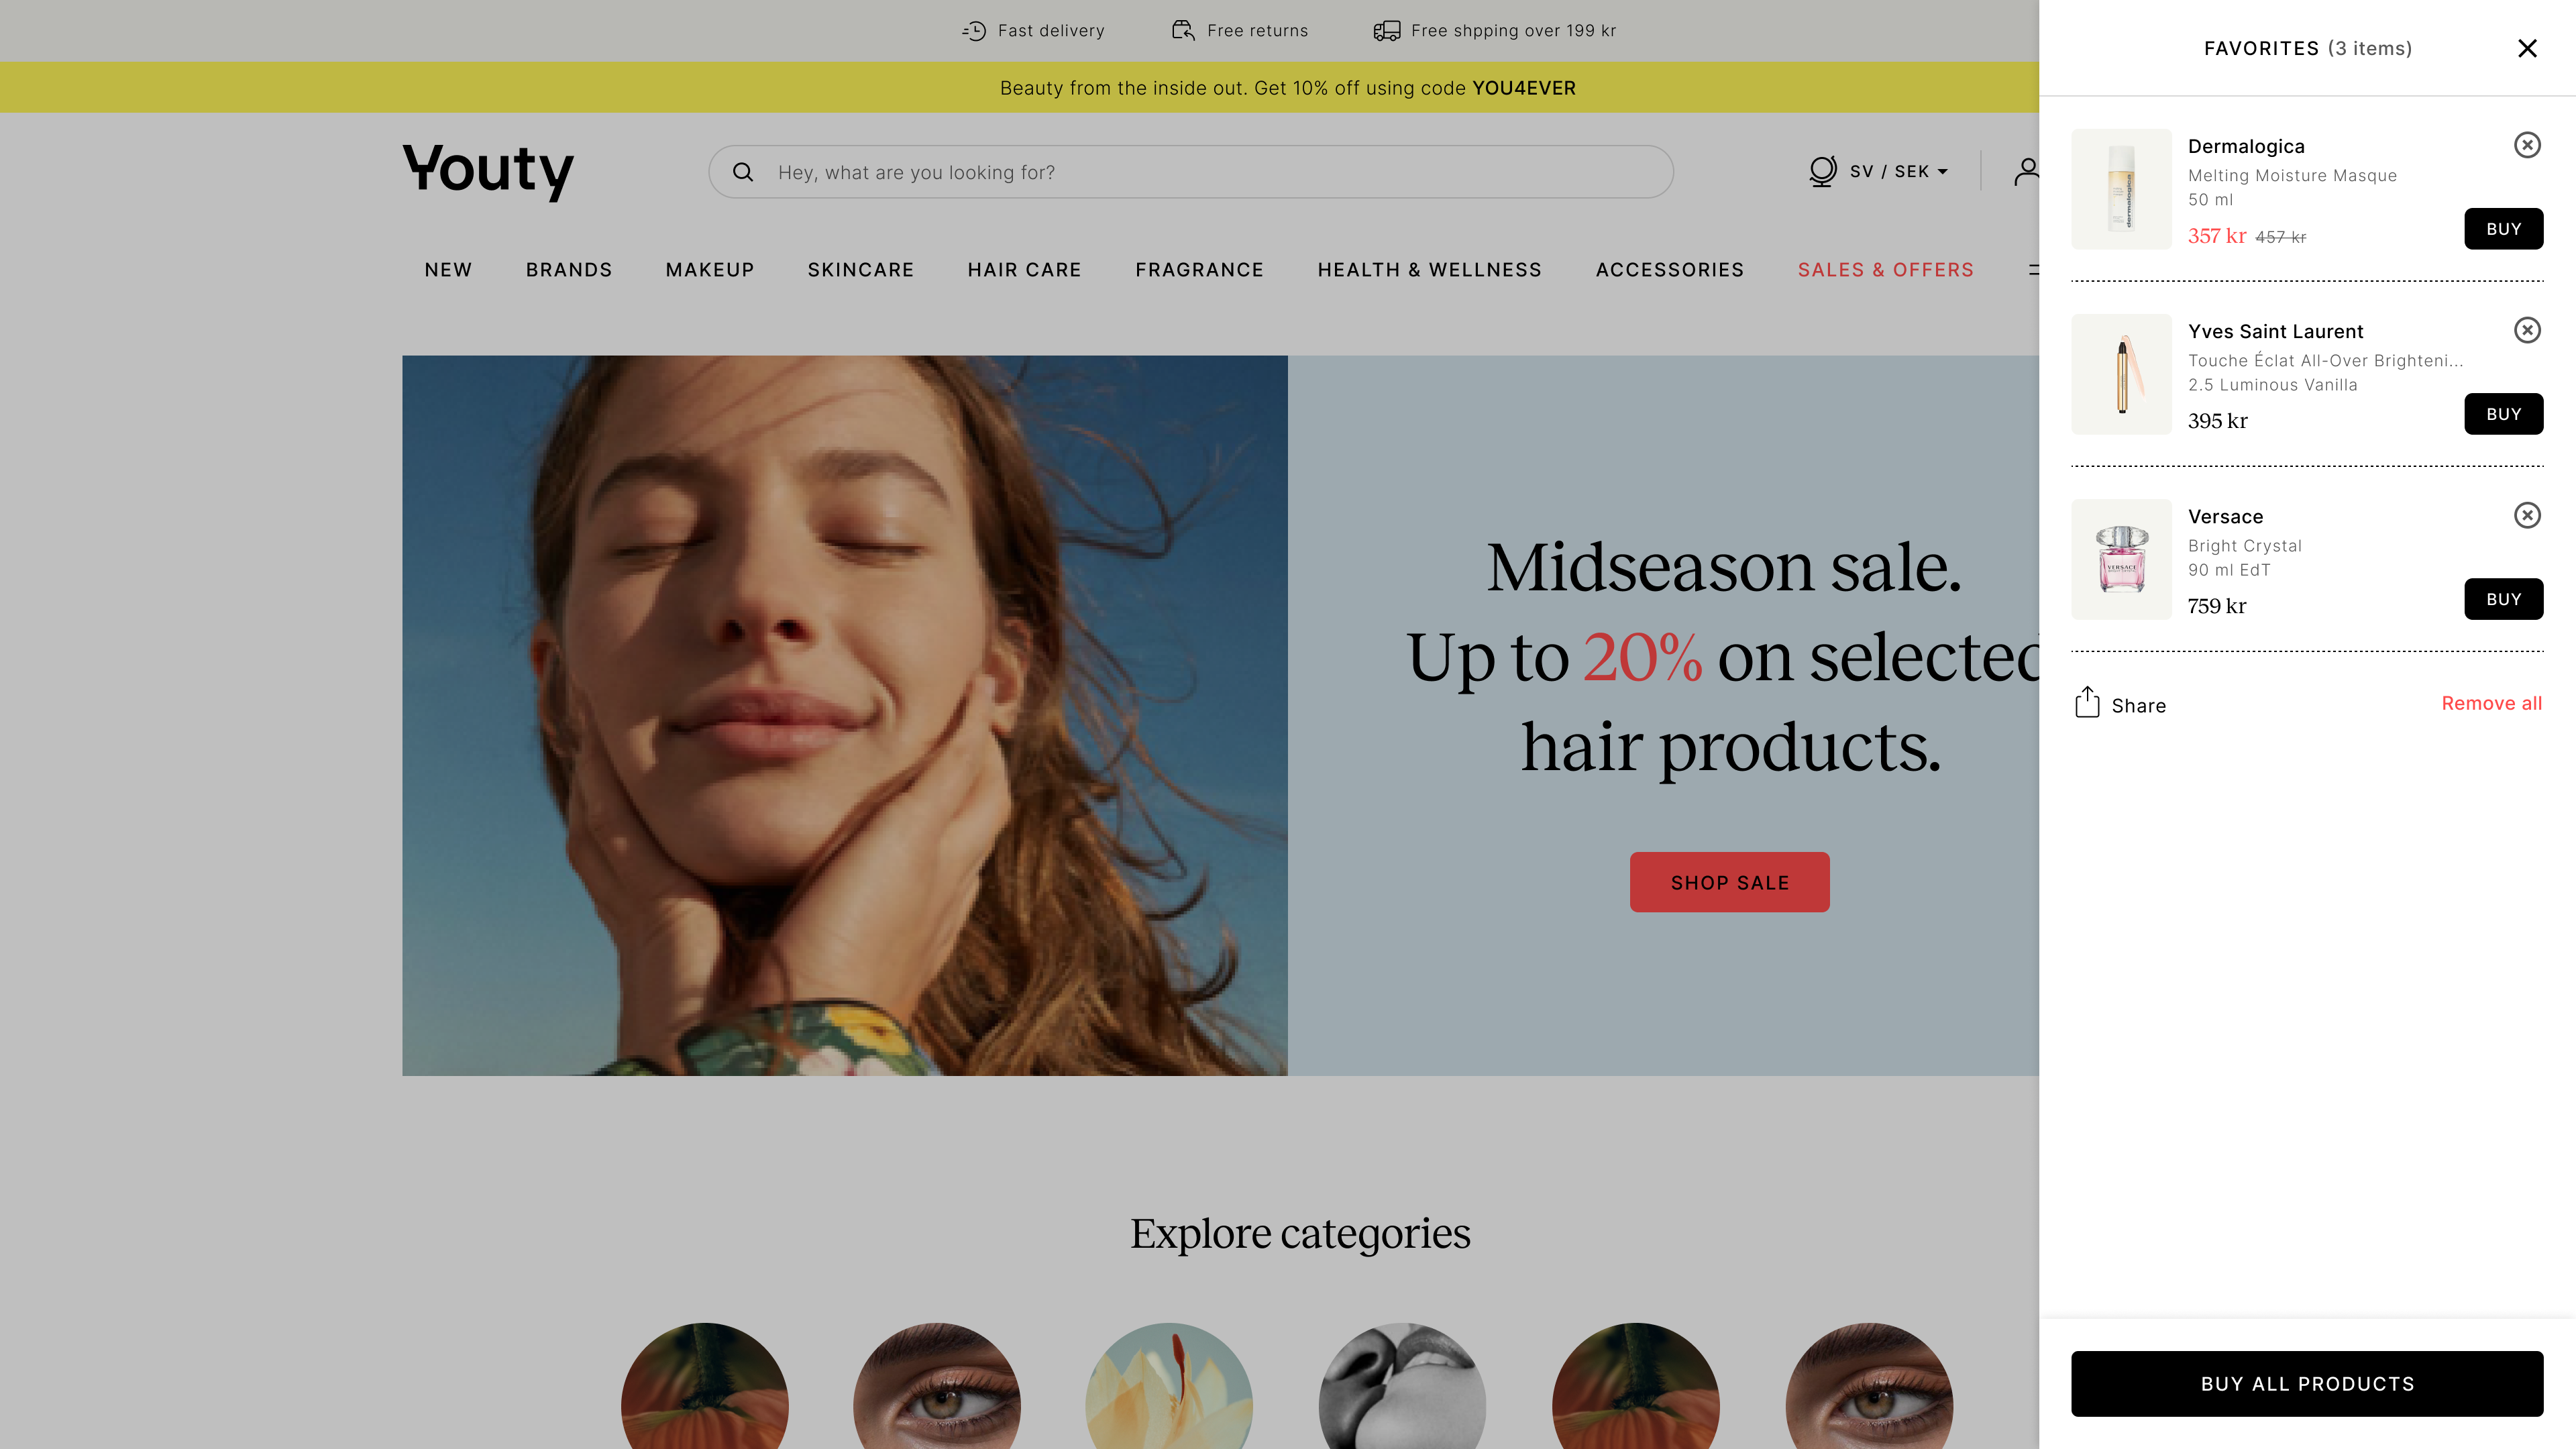 Fast delivery
Free returns
Free shpping over 199 kr
Beauty from the inside out. Get 10% off using code YOU4EVER
Youty
Hey, what are you looking for?
SV / SEK
NEW
BRANDS
MAKEUP
SKINCARE
HAIR CARE
FRAGRANCE
HEALTH & WELLNESS
ACCESSORIES
SALES & OFFERS
Midseason sale.
Up to 20% on selected
hair products.
SHOP SALE
Explore categories
FAVORITES (3 items)
Dermalogica
Melting Moisture Masque
50 ml
357 kr 457 kr
BUY
dermalogica
Yves Saint Laurent
Touche Éclat All-Over Brighteni...
2.5 Luminous Vanilla
395 kr
BUY
Versace
Bright Crystal
90 ml EdT
759 kr
BUY
VERSACE
Share
Remove all
BUY ALL PRODUCTS